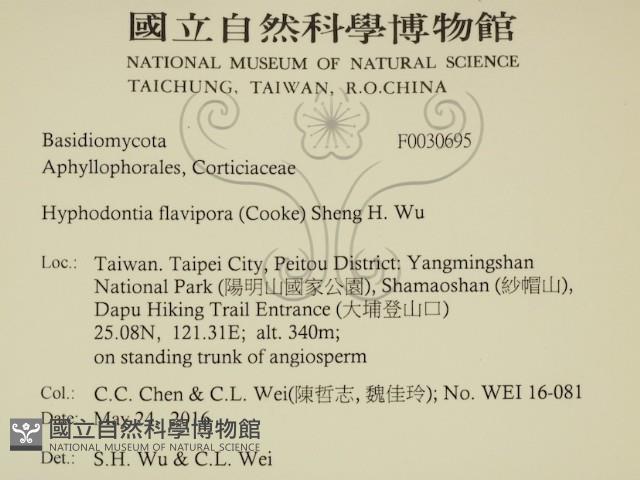 國立自然科學博物館
NATIONAL MUSEUM OF NATURAL SCIENCE
TAICHUNG, TAIWAN, R.O.CHINA
Basidiomycota F0030695
Aphyllophorales, Corticiaceae
Hyphodontia flavipora (Cooke) Sheng H. Wu
Loc.: Taiwan. Taipei City, Peitou District: Yangmingshan
National Park (陽明山國家公園), Shamaoshan (紗帽山),
Dapu Hiking Trail Entrance (大埔登山口)
25.08N, 121.31E; alt. 340m;
on standing trunk of angiosperm
Col.: C.C. Chen & C.L. Wei(陳哲志, 魏佳玲); No. WEI 16-081
Date: May 24, 2016
國立自然科學博物館
NATIONAL MUSEUM OF NATURAL SCIENCE
Det.: S.H. Wu & C.L. Wei